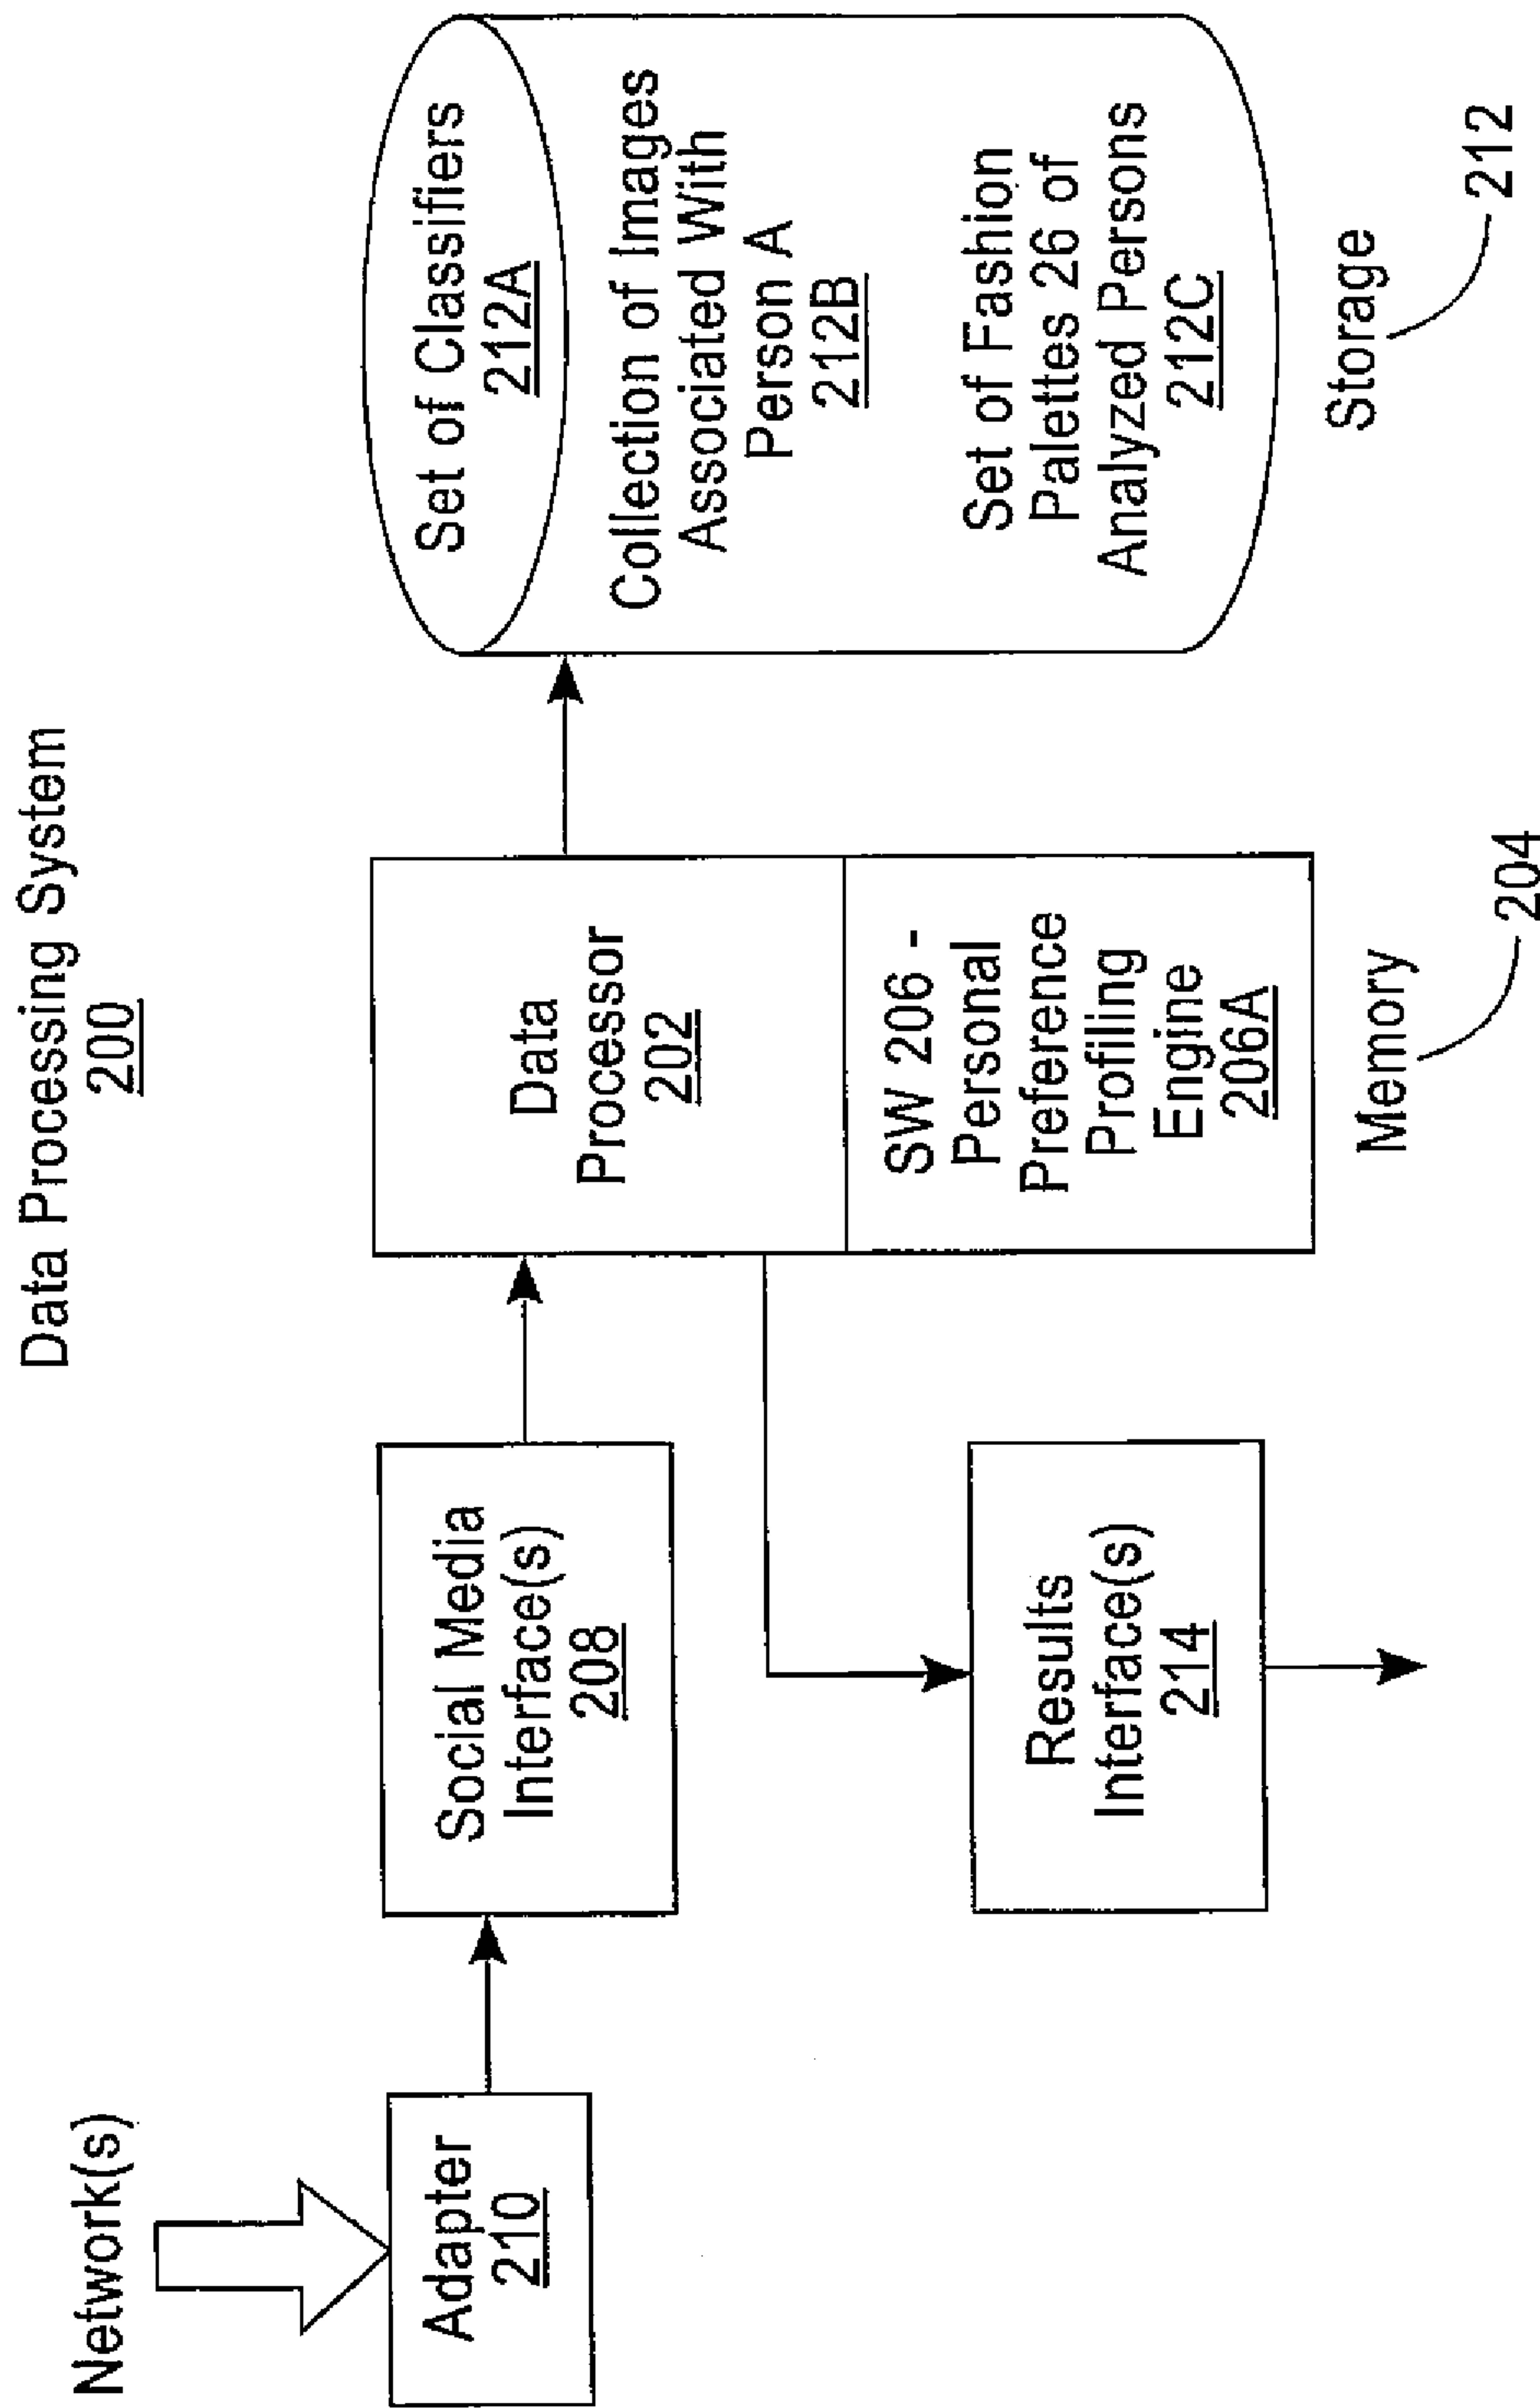 Data Processing System
200
Network(s)
Adapter
210
Social Media
Interface(s)
208
Data
Processor
202
SW 206 -
Personal
Preference
Profiling
Engine
206A
Memory
204
Results
Interface(s)
214
Set of Classifiers
212A
Collection of Images
Associated With
Person A
212B
Set of Fashion
Palettes 26 of
Analyzed Persons
212C
Storage
212